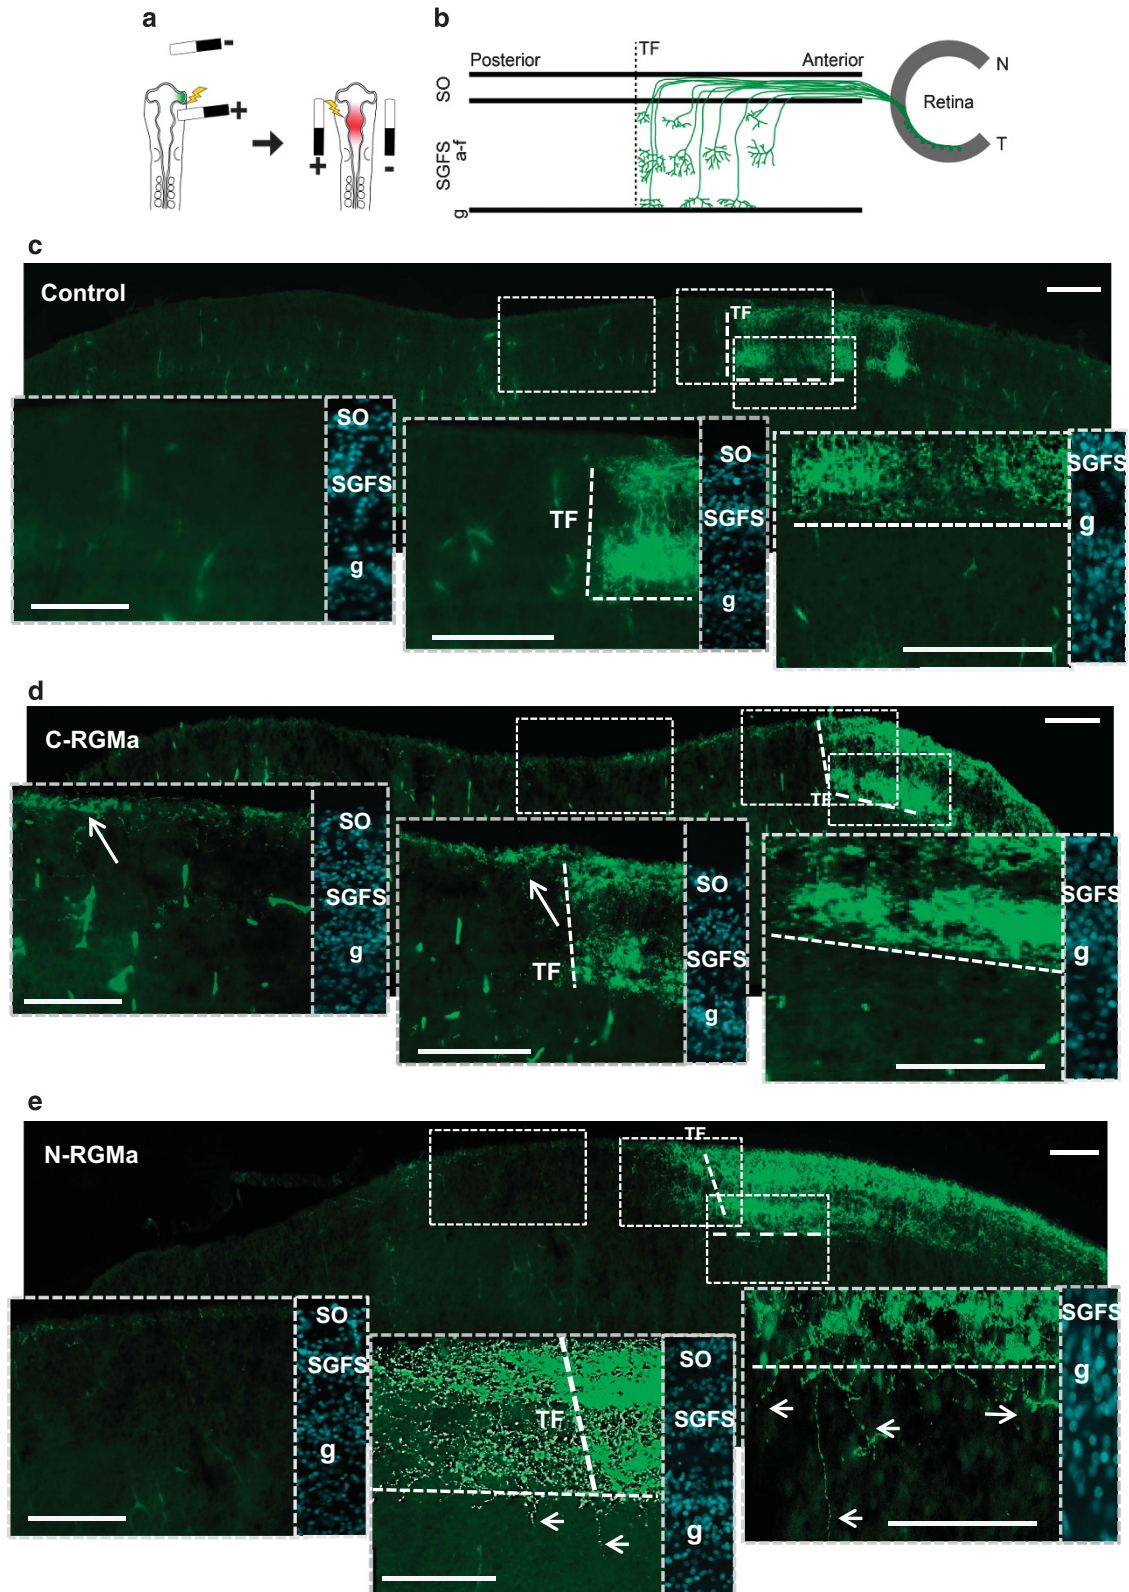 a
-
+
+
-
b
TF
Posterior
Anterior
SO
SGFS
a-f
g
N
Retina
T
c
Control
TF
SO
SGFS
g
TF
SO
SGFS
g
SGFS
g
d
C-RGMa
TF
SO
SGFS
g
TF
SO
SGFS
g
SGFS
g
e
N-RGMa
TF
SO
SGFS
g
TF
SO
SGFS
g
SGFS
g